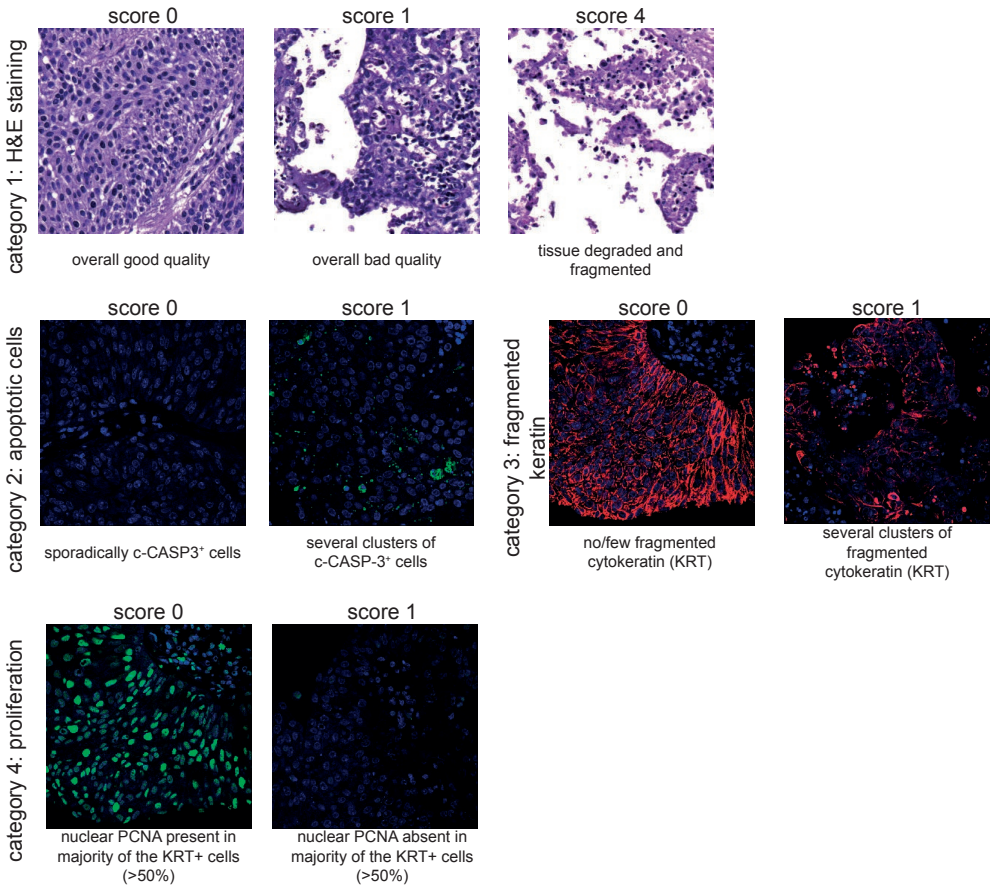 score 0
score 1
score 4
category 1: H&E staining
overall good quality
overall bad quality
tissue degraded and
fragmented
score 0
score 1
score 0
score 1
category 2: apoptotic cells
category 3: fragmented
keratin
sporadically c-CASP3⁺ cells
several clusters of
c-CASP-3⁺ cells
no/few fragmented
cytokeratin (KRT)
several clusters of
fragmented
cytokeratin (KRT)
score 0
score 1
category 4: proliferation
nuclear PCNA present in
majority of the KRT+ cells
(>50%)
nuclear PCNA absent in
majority of the KRT+ cells
(>50%)